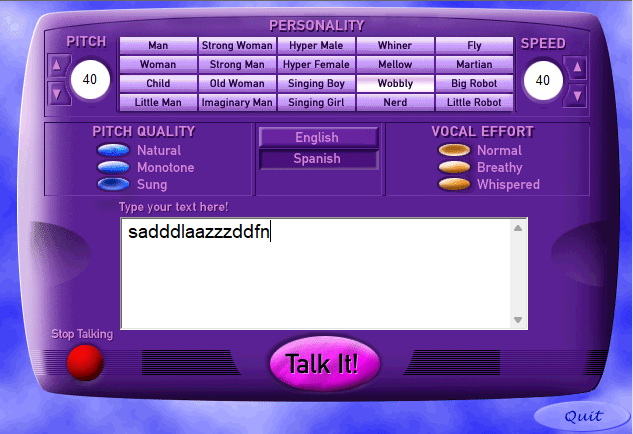 PERSONALITY
PITCH
SPEED
Man Strong Woman Hyper Male Whiner Fly
Woman Strong Man Hyper Female Mellow Martian
Child Old Woman Singing Boy Wobbly Big Robot
Little Man Imaginary Man Singing Girl Nerd Little Robot
40
40
PITCH QUALITY
Natural
Monotone
Sung
English
Spanish
VOCAL EFFORT
Normal
Breathy
Whispered
Type your text here!
sadddlaazzzddfn
Stop Talking
Talk It!
Quit